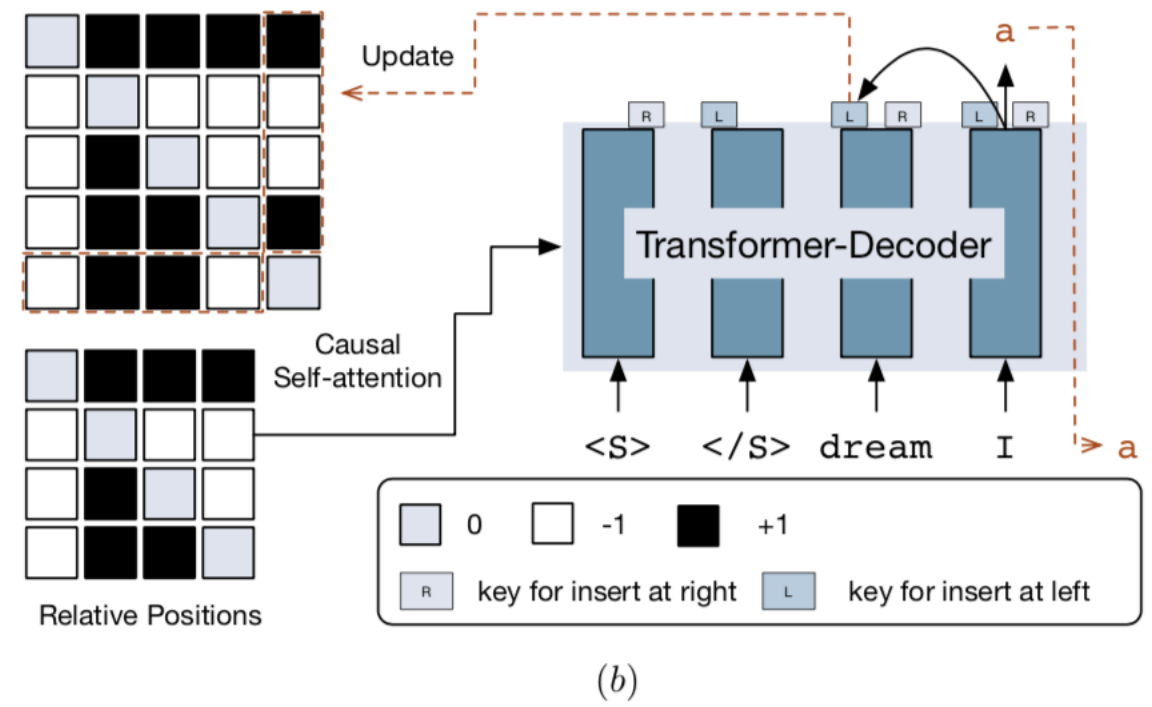 Update
a
R
L
L
R
L
R
Transformer-Decoder
Causal
Self-attention
<S> </S> dream I
a
Relative Positions
0 -1 +1
R key for insert at right L key for insert at left
(b)